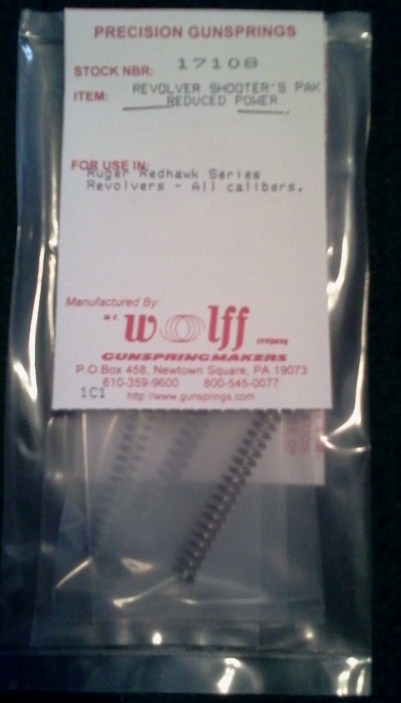 PRECISION GUNSPRINGS
STOCK NBR: 17108
ITEM: REVOLVER SHOOTER'S PAK
REDUCED POWER
FOR USE IN:
Ruger Redhawk Series
Revolvers - All calibers.
Manufactured By:
W.C. wolff company
GUNSPRINGMAKERS
P.O.Box 458, Newtown Square, PA 19073
610-359-9600 800-545-0077
1C1 http://www.gunsprings.com